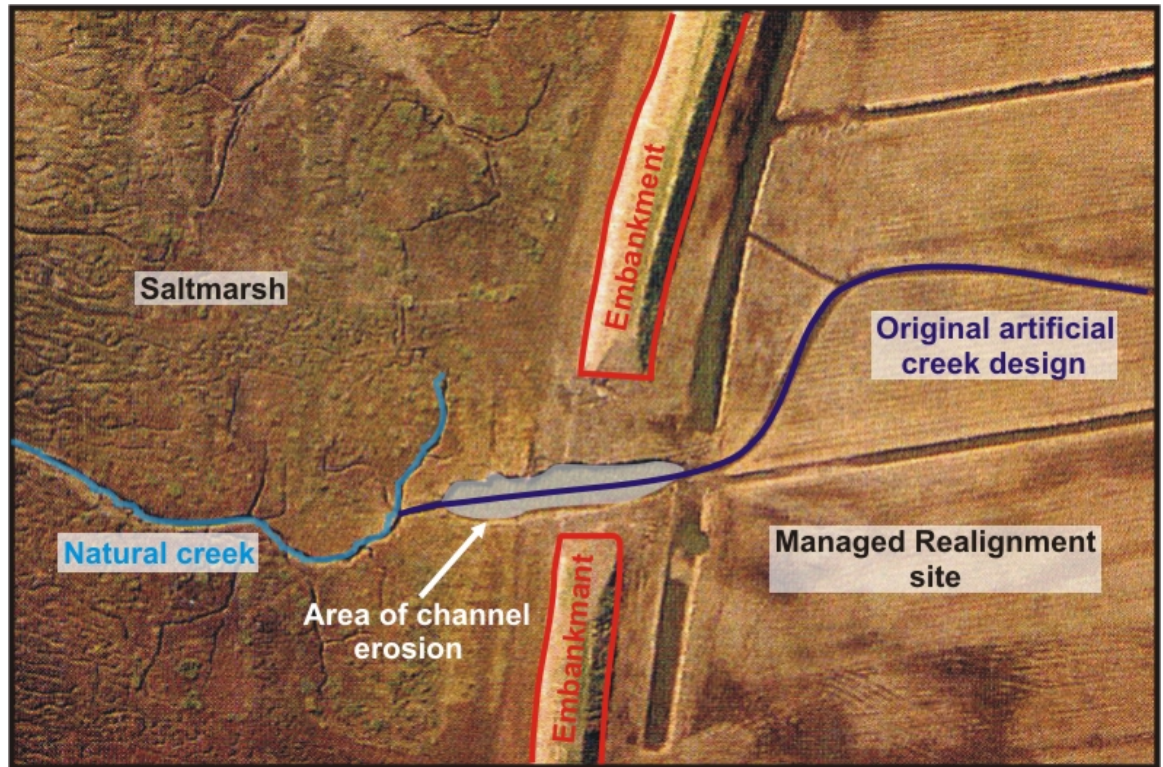 Embankment
Saltmarsh
Original artificial
creek design
Natural creek
Managed Realignment
site
Area of channel
erosion
Embankmant